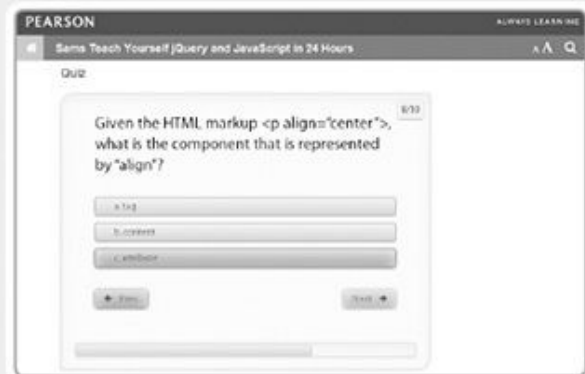 PEARSON
ALWAYS LEARNING
Sams Teach Yourself jQuery and JavaScript in 24 Hours
AA
Quiz
8/10
Given the HTML markup <p align="center">,
what is the component that is represented
by "align"?
a. tag
b. content
c. attribute
Prev
Next